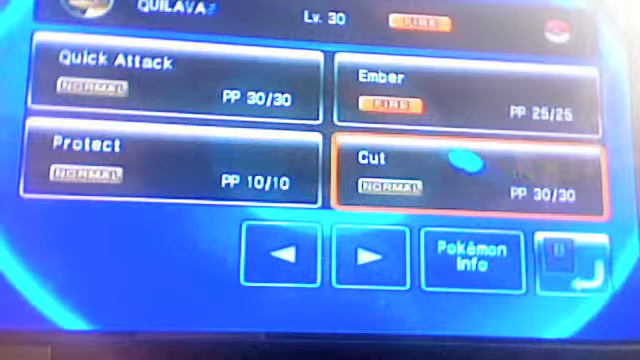 QUILAVA♂ Lv. 30 FIRE
Quick Attack
NORMAL PP 30/30
Ember
FIRE PP 25/25
Protect
NORMAL PP 10/10
Cut
NORMAL PP 30/30
Pokémon
Info
B